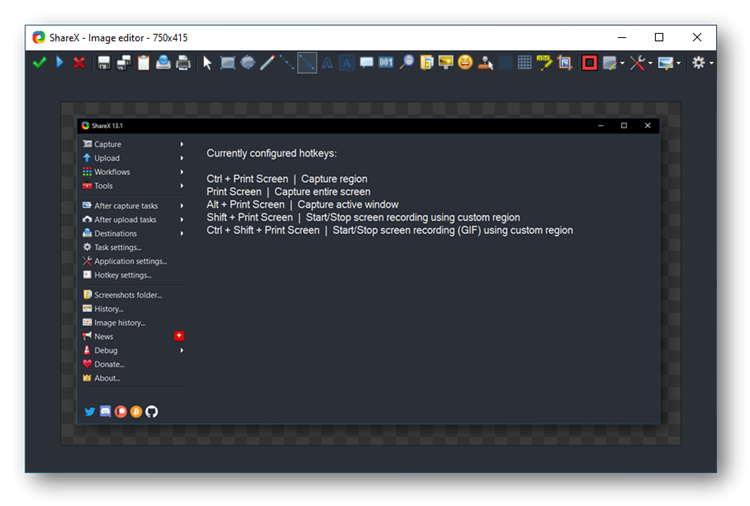 ShareX - Image editor - 750x415
A
A
001
ShareX 13.1
Capture
Upload
Workflows
Tools
After capture tasks
After upload tasks
Destinations
Task settings...
Application settings...
Hotkey settings...
Screenshots folder...
History...
Image history...
News
Debug
Donate...
About...
Currently configured hotkeys:
Ctrl + Print Screen | Capture region
Print Screen | Capture entire screen
Alt + Print Screen | Capture active window
Shift + Print Screen | Start/Stop screen recording using custom region
Ctrl + Shift + Print Screen | Start/Stop screen recording (GIF) using custom region